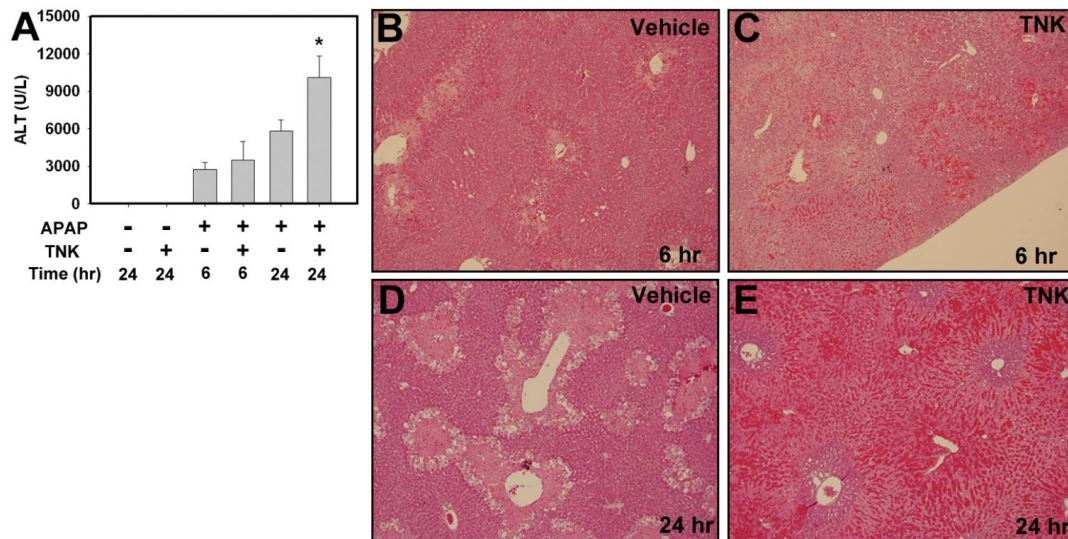 A
15000
12000
9000
6000
3000
0
ALT (U/L)
*
APAP - - + + + +
TNK - + - + - +
Time (hr) 24 24 6 6 24 24
B Vehicle
6 hr
C TNK
6 hr
D Vehicle
24 hr
E TNK
24 hr